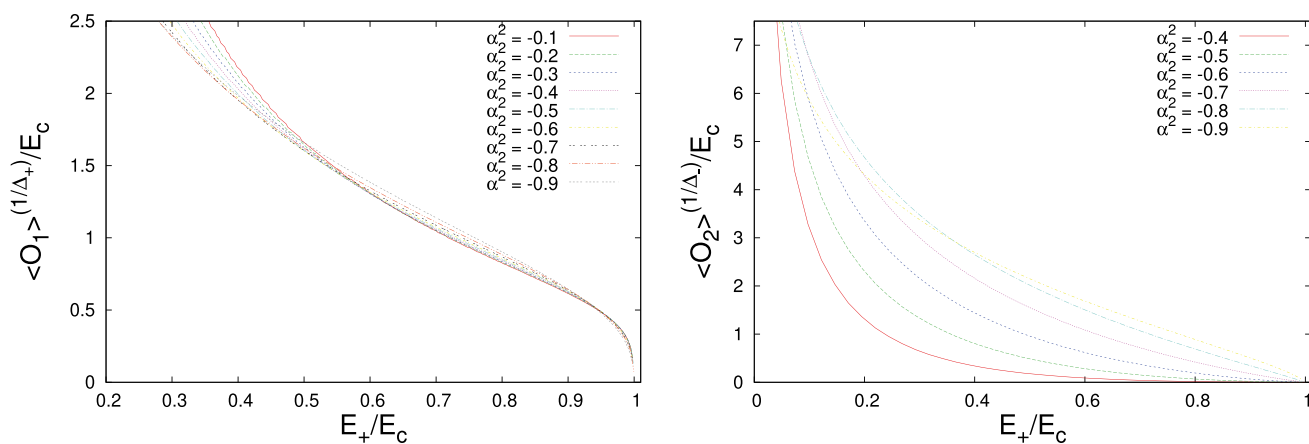 2.5
2
1.5
1
0.5
0
<O₁>^(1/Δ₊)/E_c
α² = -0.1
α² = -0.2
α² = -0.3
α² = -0.4
α² = -0.5
α² = -0.6
α² = -0.7
α² = -0.8
α² = -0.9
0.2 0.3 0.4 0.5 0.6 0.7 0.8 0.9 1
E₊/E_c
7
6
5
4
3
2
1
0
<O₂>^(1/Δ₋)/E_c
α² = -0.4
α² = -0.5
α² = -0.6
α² = -0.7
α² = -0.8
α² = -0.9
0 0.2 0.4 0.6 0.8 1
E₊/E_c